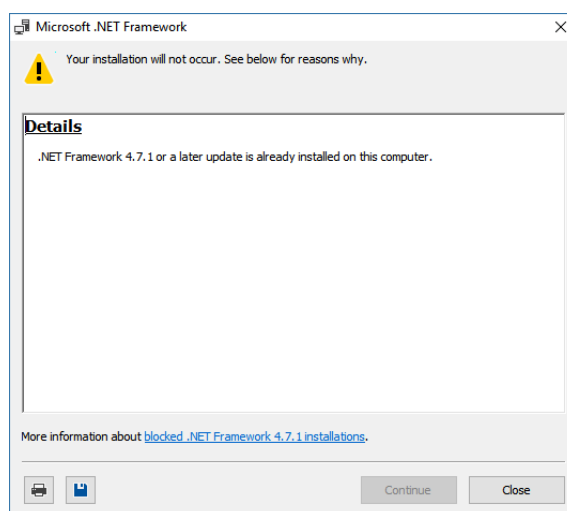 Microsoft .NET Framework
Your installation will not occur. See below for reasons why.
Details
.NET Framework 4.7.1 or a later update is already installed on this computer.
More information about blocked .NET Framework 4.7.1 installations.
Continue
Close